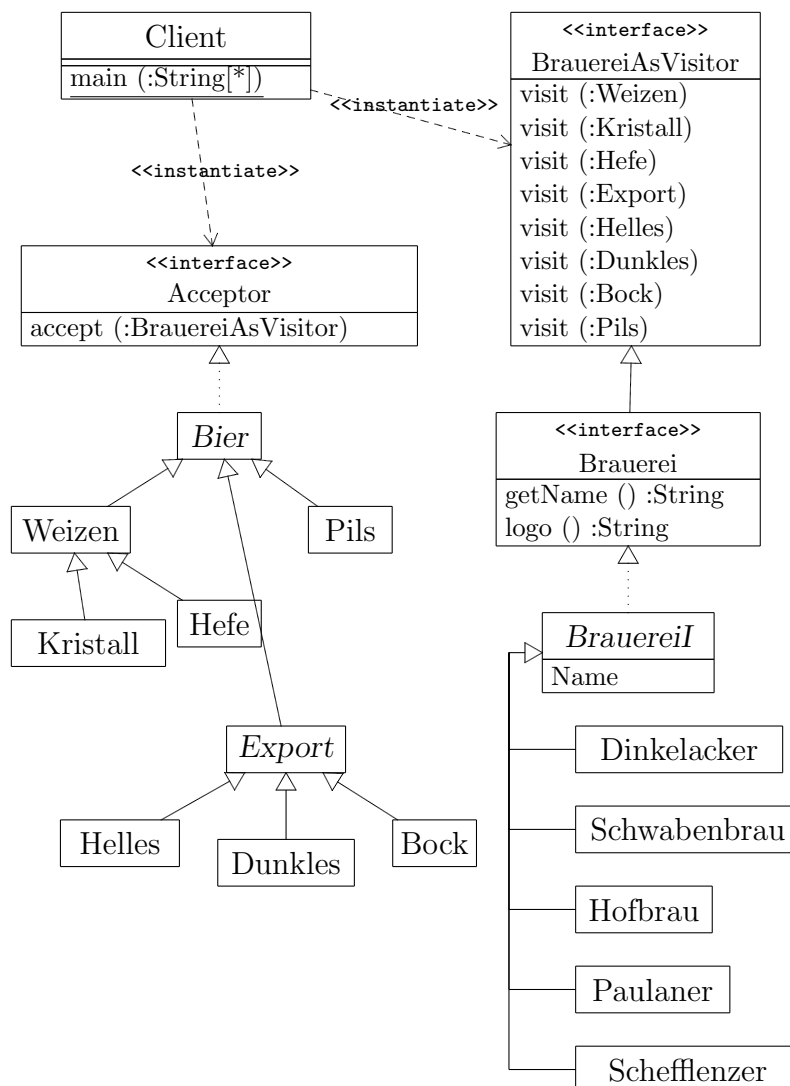 Client
main (:String[*])
<<instantiate>>
<<instantiate>>
<<interface>>
BrauereiAsVisitor
visit (:Weizen)
visit (:Kristall)
visit (:Hefe)
visit (:Export)
visit (:Helles)
visit (:Dunkles)
visit (:Bock)
visit (:Pils)
<<interface>>
Acceptor
accept (:BrauereiAsVisitor)
Bier
Weizen
Pils
Kristall
Hefe
Export
Helles
Dunkles
Bock
<<interface>>
Brauerei
getName () :String
logo () :String
BrauereiI
Name
Dinkelacker
Schwabenbrau
Hofbrau
Paulaner
Schefflenzer